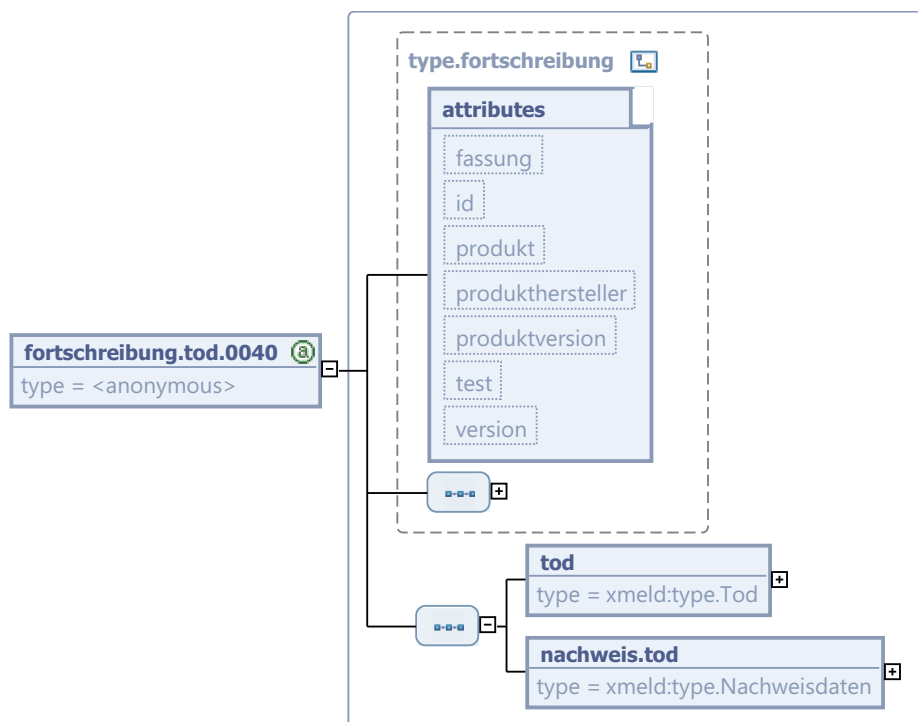 type.fortschreibung
attributes
fassung
id
produkt
produkthersteller
produktversion
test
version
fortschreibung.tod.0040 a
type = <anonymous>
tod
type = xmeld:type.Tod
nachweis.tod
type = xmeld:type.Nachweisdaten